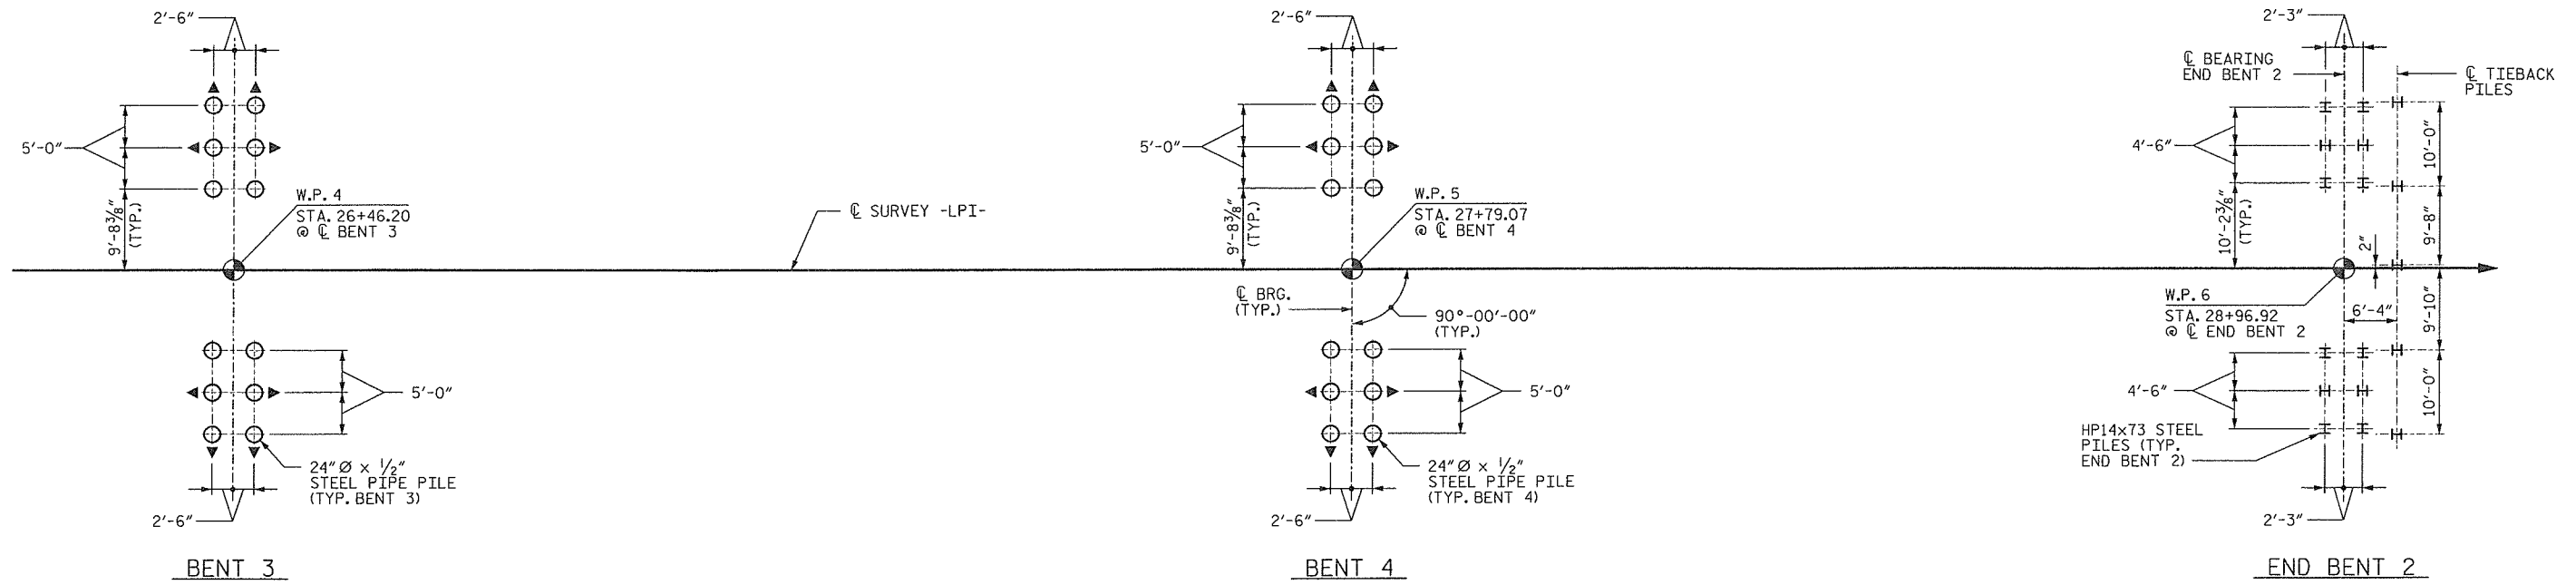 2'-6"
5'-0"
9'-8⅜"
(TYP.)
W.P. 4
STA. 26+46.20
@ ℄ BENT 3
5'-0"
24"Ø x ½"
STEEL PIPE PILE
(TYP. BENT 3)
2'-6"
BENT 3
℄ SURVEY -LPI-
2'-6"
5'-0"
9'-8⅜"
(TYP.)
W.P. 5
STA. 27+79.07
@ ℄ BENT 4
℄ BRG.
(TYP.)
90°-00'-00"
(TYP.)
5'-0"
24"Ø x ½"
STEEL PIPE PILE
(TYP. BENT 4)
2'-6"
BENT 4
2'-3"
℄ BEARING
END BENT 2
℄ TIEBACK
PILES
4'-6"
10'-0"
10'-2⅜"
(TYP.)
9'-8"
2"
W.P. 6
STA. 28+96.92
@ ℄ END BENT 2
6'-4"
9'-10"
4'-6"
10'-0"
HP14x73 STEEL
PILES (TYP.
END BENT 2)
2'-3"
END BENT 2